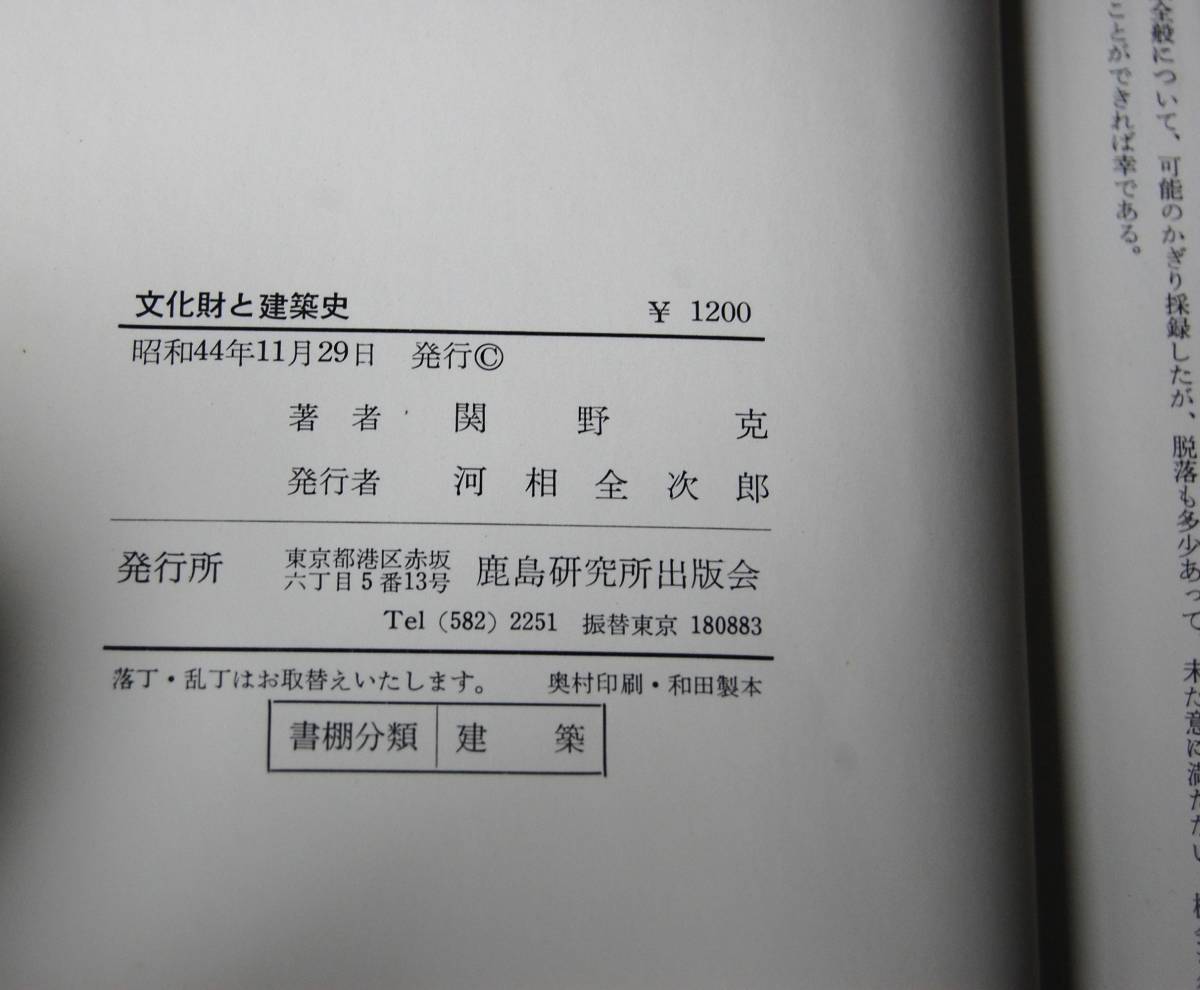 全般について、可能のかぎり採録したが、脱落も多少あって
ことができれば幸である。
文化財と建築史 ¥ 1200
昭和44年11月29日 発行©
著者 関野克
発行者 河相全次郎
発行所 東京都港区赤坂 鹿島研究所出版会
六丁目5番13号
Tel (582) 2251 振替東京 180883
落丁・乱丁はお取替えいたします。 奥村印刷・和田製本
書棚分類 建築